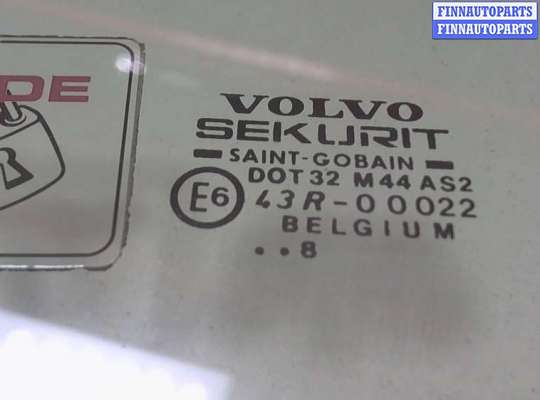 FINNAUTOPARTS
FINNAUTOPARTS
DE
R
VOLVO
SEKURIT
SAINT-GOBAIN
DOT 32 M44 AS2
E6 43R-00022
BELGIUM
..8